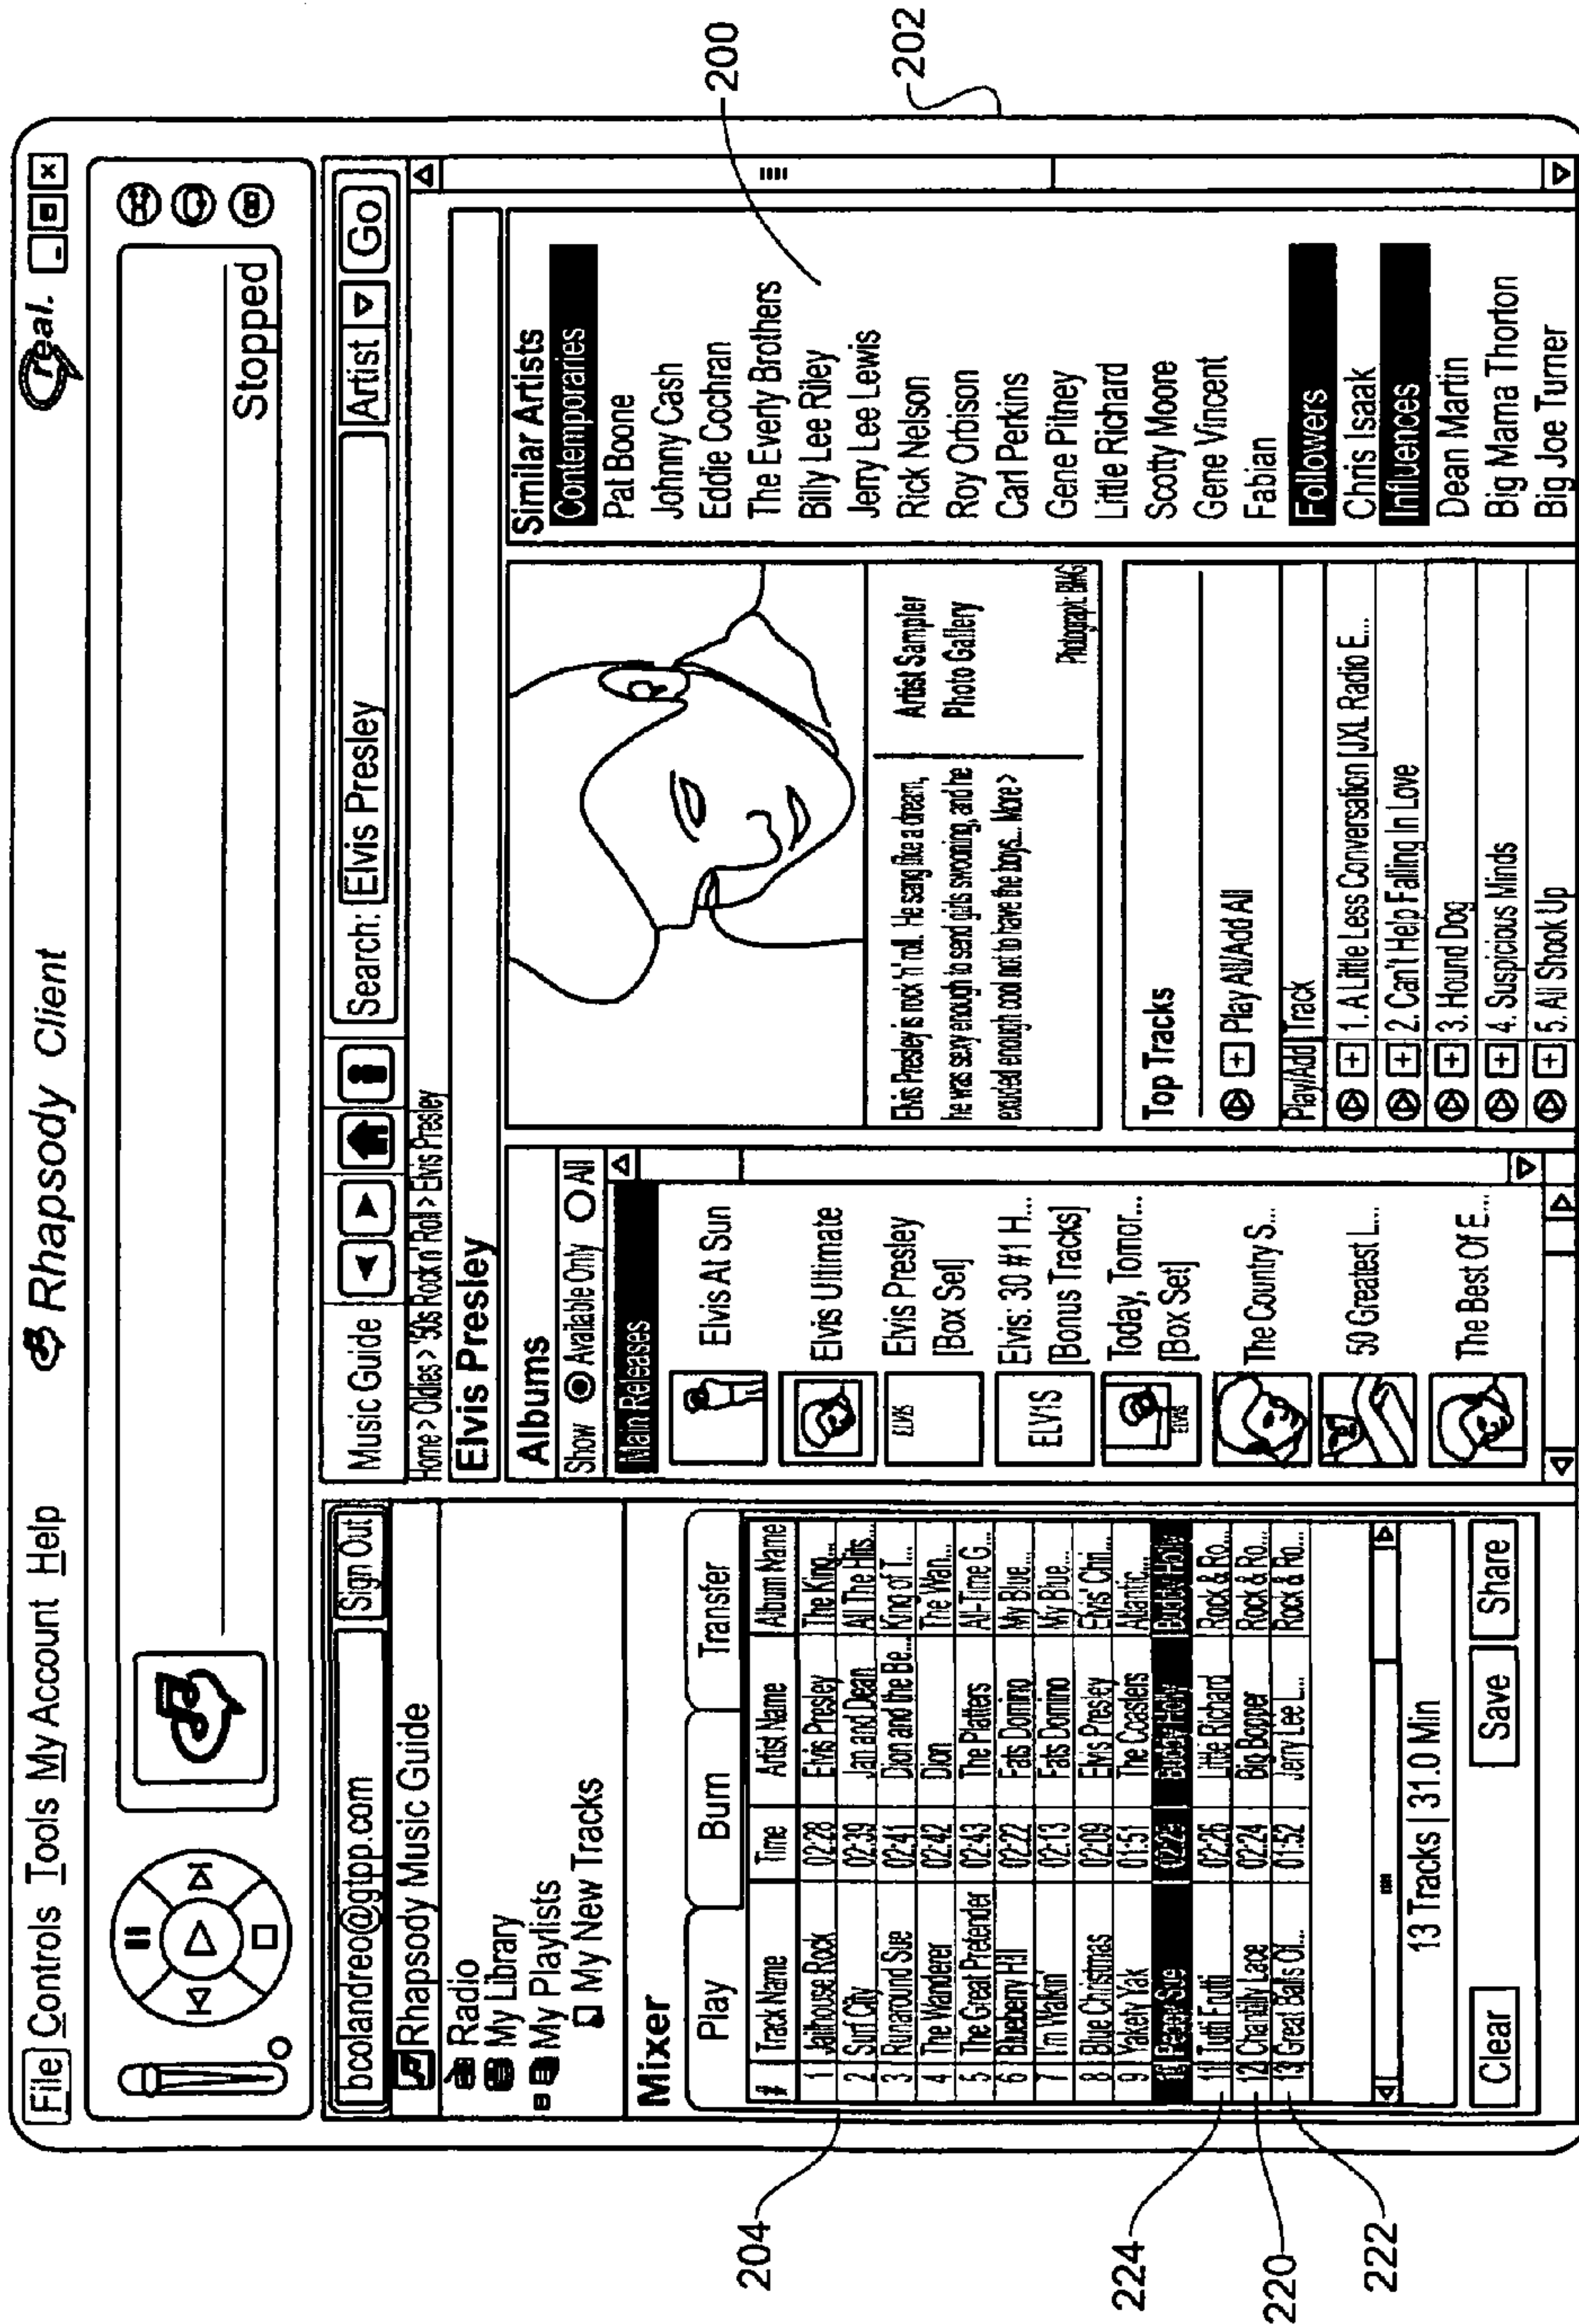 File Controls Tools My Account Help
Rhapsody Client
real.
Stopped
bcolandreo@gtpp.com Sign Out
Rhapsody Music Guide
Radio
My Library
My Playlists
My New Tracks
Mixer
Play Burn Transfer
# Track Name Time Artist Name Album Name
1 Jailhouse Rock 02:28 Elvis Presley The King...
2 Surf City 02:39 Jan and Dean All The Hits...
3 Runaround Sue 02:41 Dion and the Be... King of T...
4 The Wanderer 02:42 Dion The Wan...
5 The Great Pretender 02:43 The Platters All-Time G...
6 Blueberry Hill 02:22 Fats Domino My Blue...
7 I'm Walkin' 02:13 Fats Domino My Blue...
8 Blue Christmas 02:09 Elvis Presley Elvis' Chri...
9 Yakety Yak 01:51 The Coasters Atlantic...
10 Peggy Sue Buddy Holly Buddy Holly
11 Tutti Frutti 02:25 Little Richard Rock & Ro...
12 Chantilly Lace 02:24 Big Bopper Rock & Ro...
13 Great Balls Of... 01:52 Jerry Lee L... Rock & Ro...
13 Tracks | 31.0 Min
Clear Save Share
Music Guide
Search: Elvis Presley Artist Go
Home > Oldies > '50s Rock n' Roll > Elvis Presley
Elvis Presley
Albums
Show Available Only All
Main Releases
Elvis At Sun
Elvis Ultimate
ELVIS
Elvis Presley
[Box Set]
ELV1S
Elvis: 30 #1 H...
[Bonus Tracks]
ELVIS
Today, Tomor...
[Box Set]
The Country S...
50 Greatest L...
The Best Of E...
Elvis Presley is rock 'n' roll. He sang like a dream,
he was sexy enough to send girls swooning, and he
exuded enough cool not to have the boys... More >
Artist Sampler
Photo Gallery
Photograph: BMG
Top Tracks
Play All/Add All
Play/Add Track
1. A Little Less Conversation [JXL Radio E...
2. Can't Help Falling In Love
3. Hound Dog
4. Suspicious Minds
5. All Shook Up
Similar Artists
Contemporaries
Pat Boone
Johnny Cash
Eddie Cochran
The Everly Brothers
Billy Lee Riley
Jerry Lee Lewis
Rick Nelson
Roy Orbison
Carl Perkins
Gene Pitney
Little Richard
Scotty Moore
Gene Vincent
Fabian
Followers
Chris Isaak
Influences
Dean Martin
Big Mama Thorton
Big Joe Turner
200
202
204
224
220
222